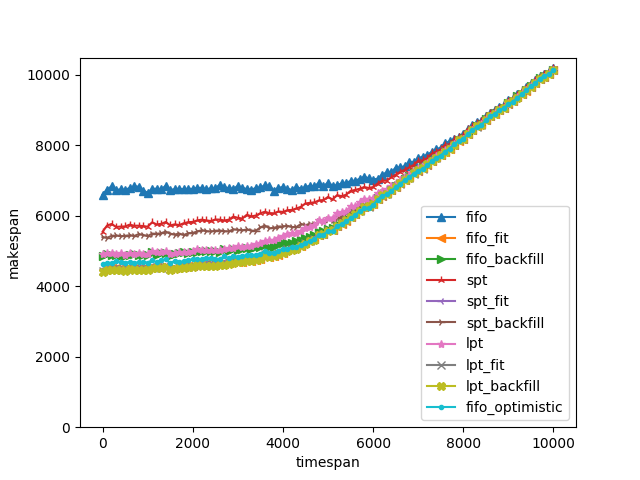 10000
8000
6000
4000
2000
0
makespan
0 2000 4000 6000 8000 10000
timespan
fifo
fifo_fit
fifo_backfill
spt
spt_fit
spt_backfill
lpt
lpt_fit
lpt_backfill
fifo_optimistic